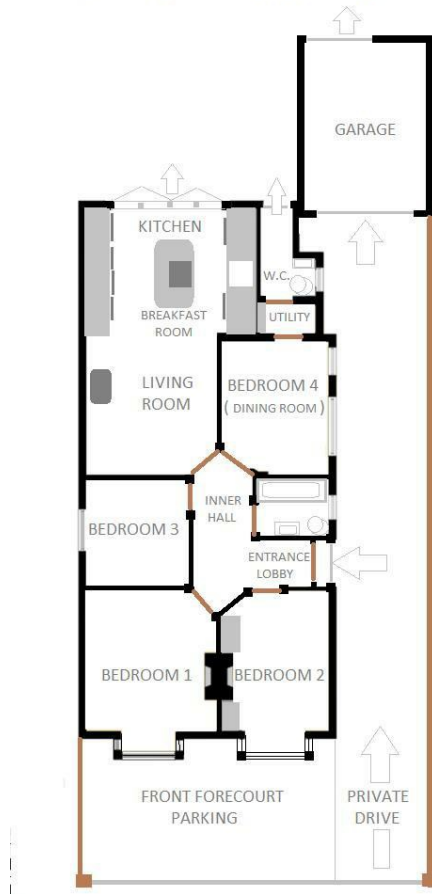 GARAGE
KITCHEN
W.C.
BREAKFAST
ROOM
UTILITY
LIVING
ROOM
BEDROOM 4
( DINING ROOM )
INNER
HALL
BEDROOM 3
ENTRANCE
LOBBY
BEDROOM 1
BEDROOM 2
FRONT FORECOURT
PARKING
PRIVATE
DRIVE